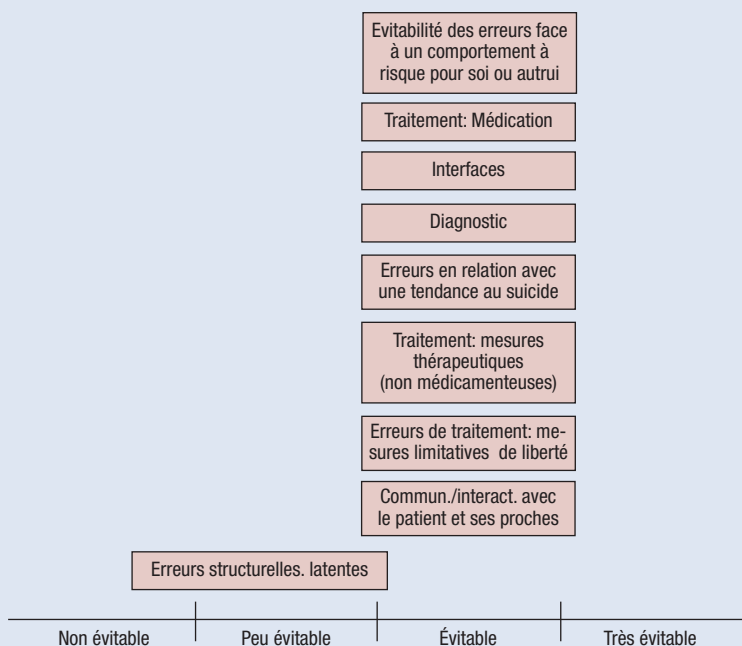 Evitabilité des erreurs face
à un comportement à
risque pour soi ou autrui
Traitement: Médication
Interfaces
Diagnostic
Erreurs en relation avec
une tendance au suicide
Traitement: mesures
thérapeutiques
(non médicamenteuses)
Erreurs de traitement: me-
sures limitatives de liberté
Commun./interact. avec
le patient et ses proches
Erreurs structurelles. latentes
Non évitable
Peu évitable
Évitable
Très évitable